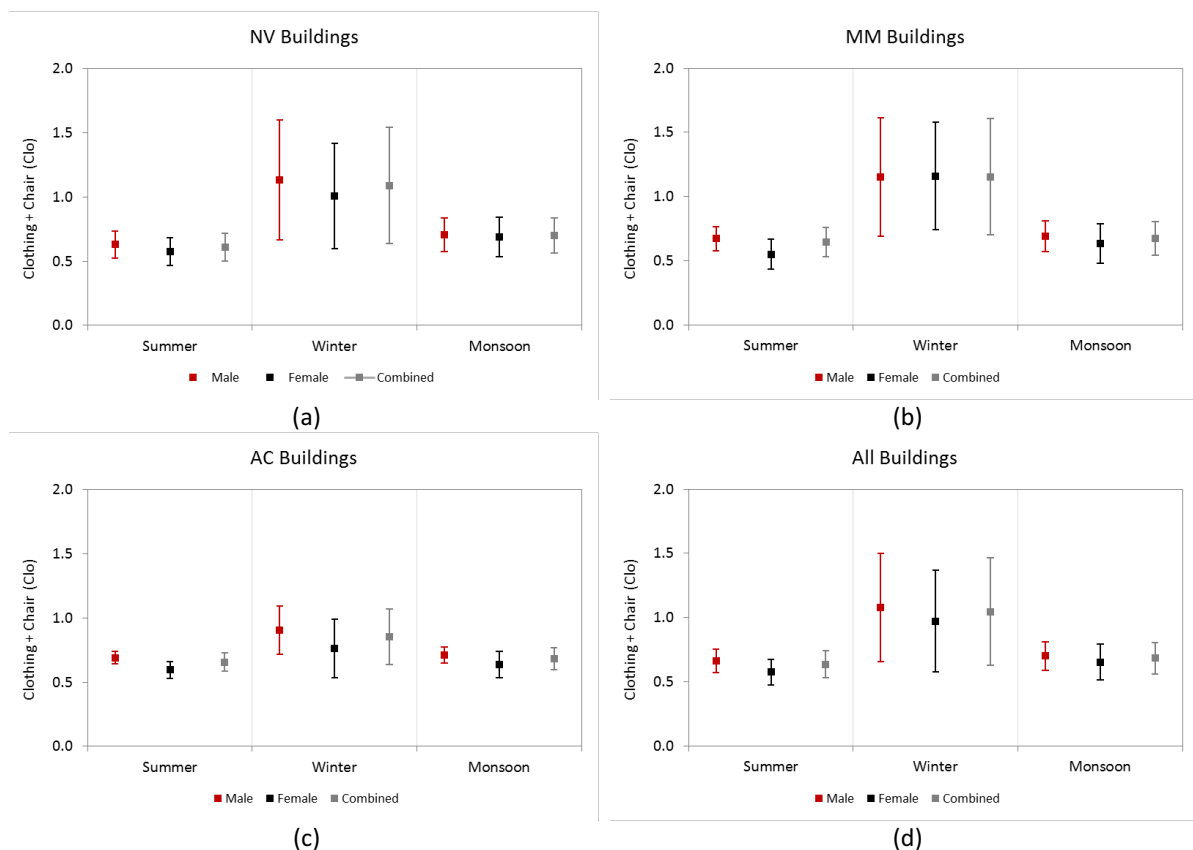 NV Buildings
2.0
1.5
1.0
0.5
0.0
Clothing + Chair (Clo)
Summer Winter Monsoon
Male Female Combined
(a)
MM Buildings
2.0
1.5
1.0
0.5
0.0
Clothing + Chair (Clo)
Summer Winter Monsoon
Male Female Combined
(b)
AC Buildings
2.0
1.5
1.0
0.5
0.0
Clothing + Chair (Clo)
Summer Winter Monsoon
Male Female Combined
(c)
All Buildings
2.0
1.5
1.0
0.5
0.0
Clothing + Chair (Clo)
Summer Winter Monsoon
Male Female Combined
(d)